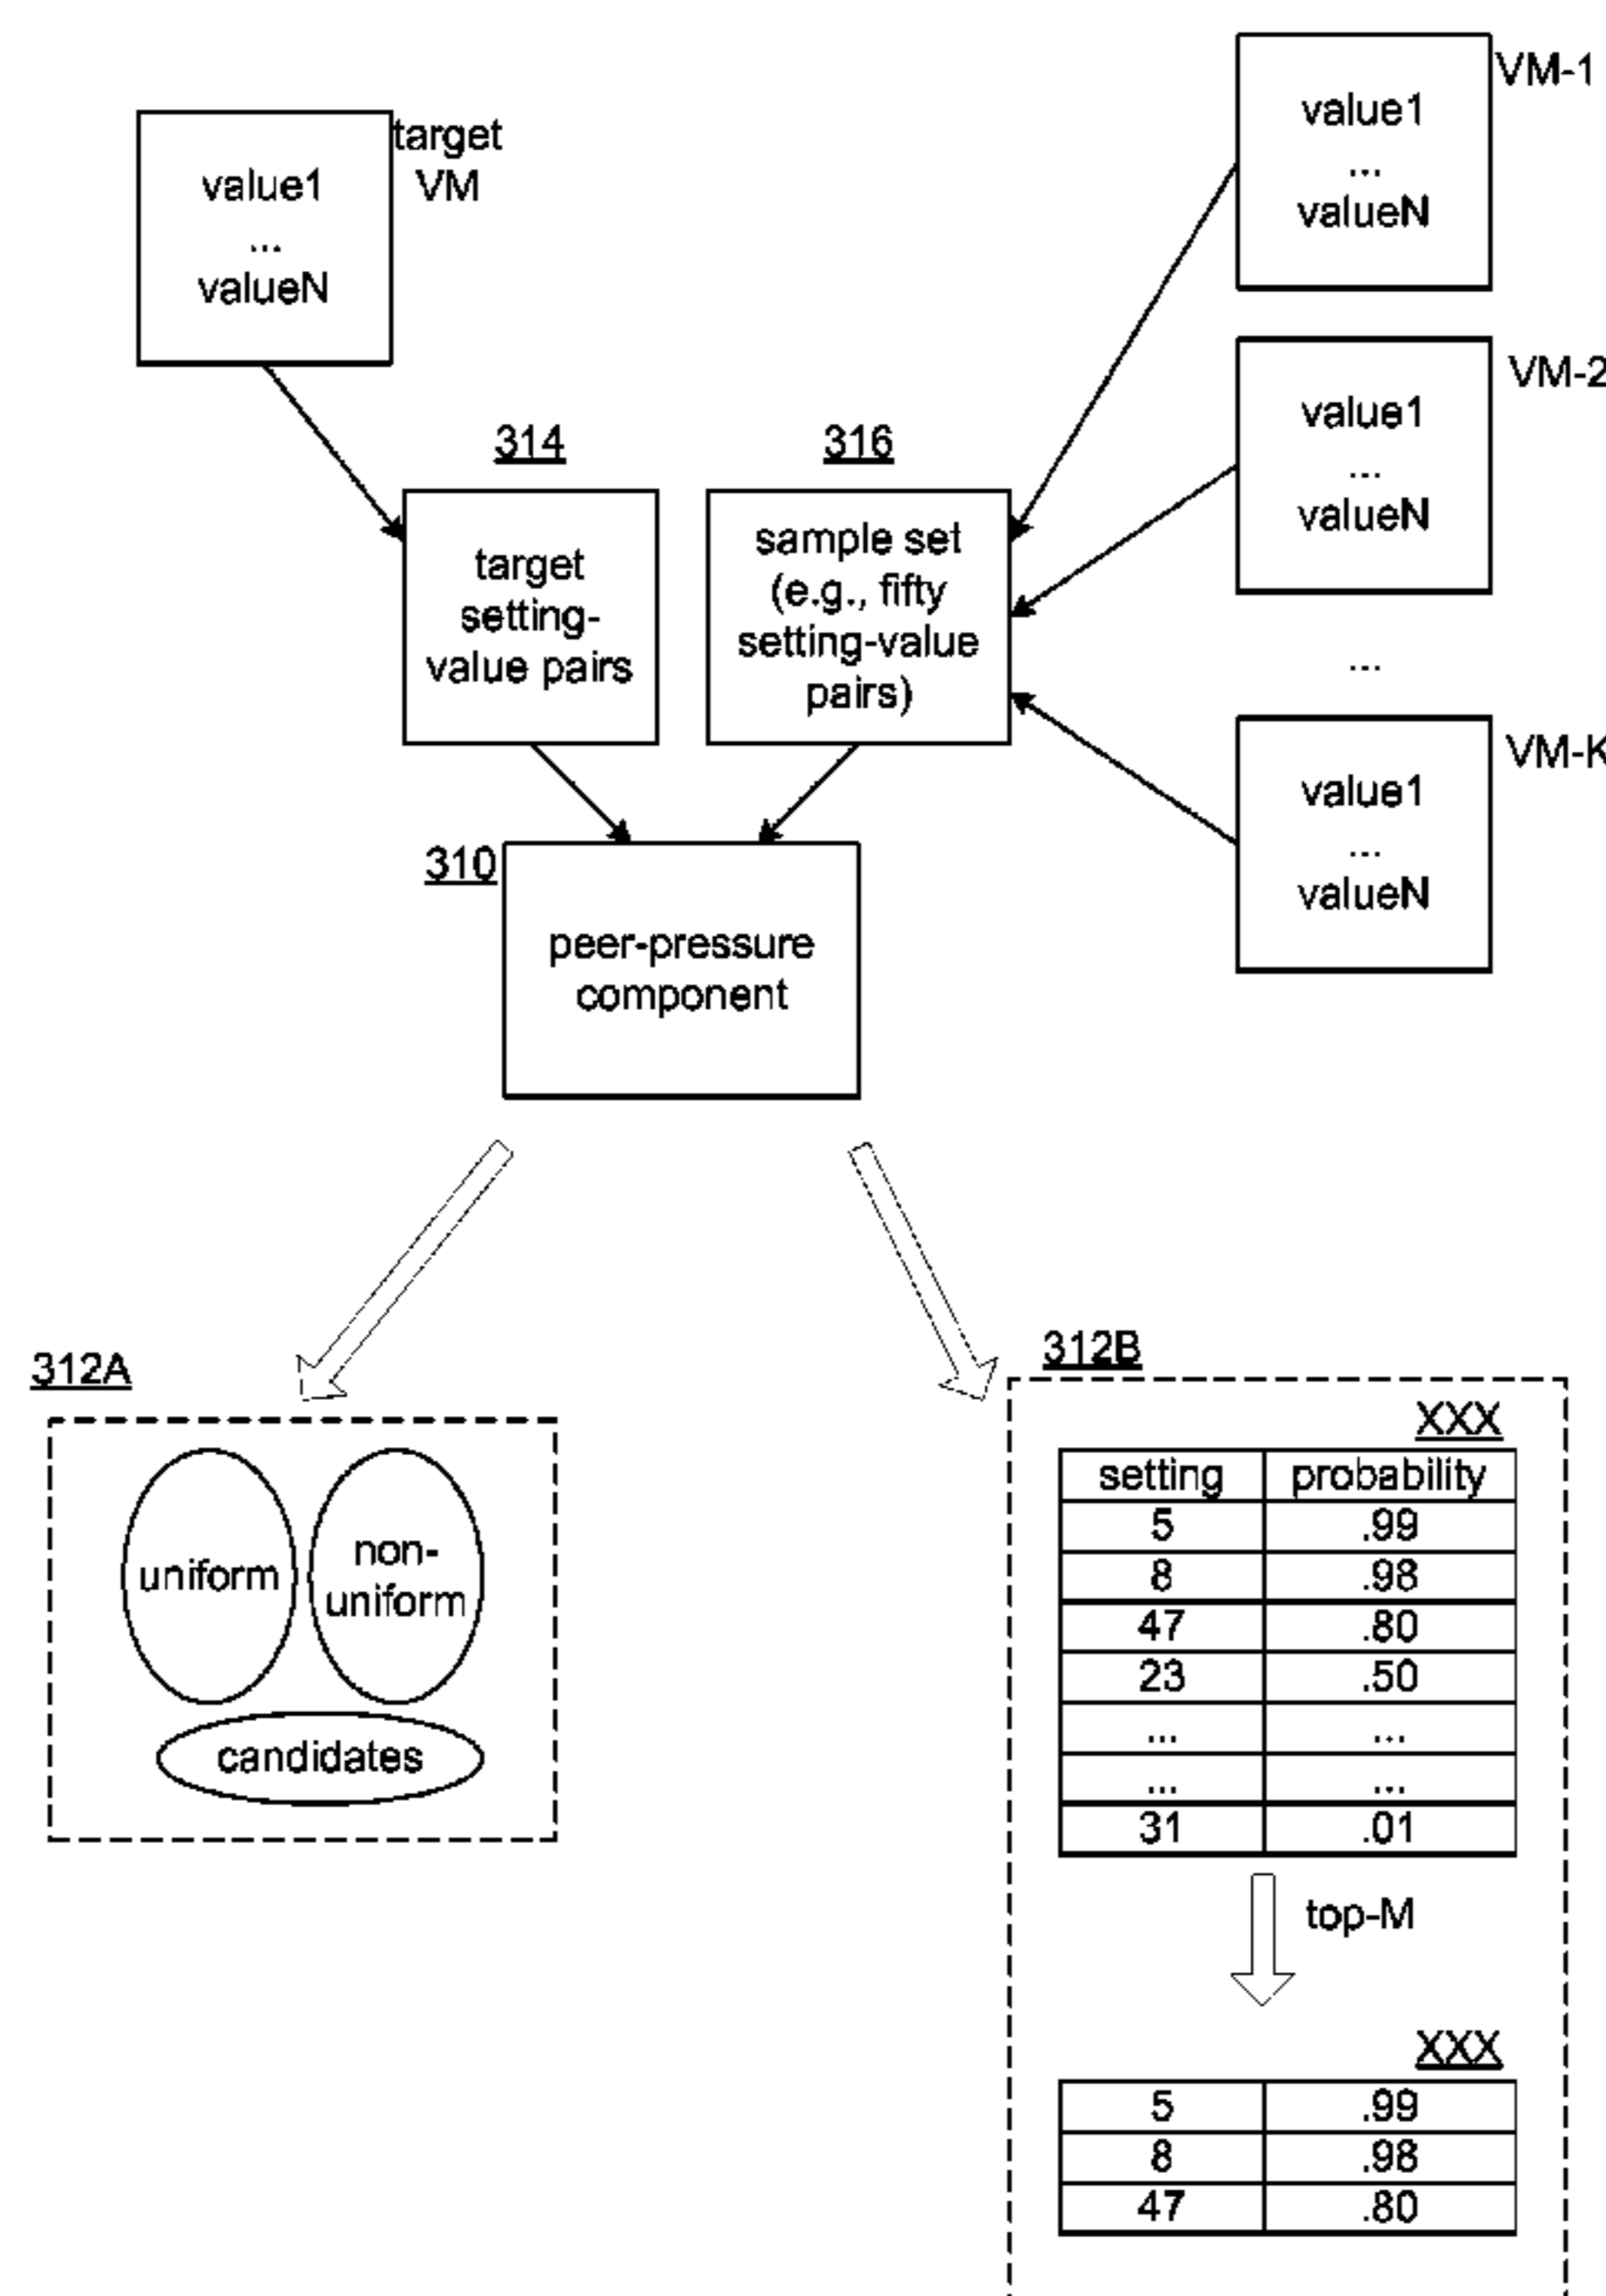 target
VM
value1
...
valueN
VM-1
value1
...
valueN
VM-2
value1
...
valueN
...
VM-K
value1
...
valueN
314
target
setting-
value pairs
316
sample set
(e.g., fifty
setting-value
pairs)
310
peer-pressure
component
312A
uniform
non-
uniform
candidates
312B
XXX
setting probability
5 .99
8 .98
47 .80
23 .50
... ...
... ...
31 .01
top-M
XXX
5 .99
8 .98
47 .80